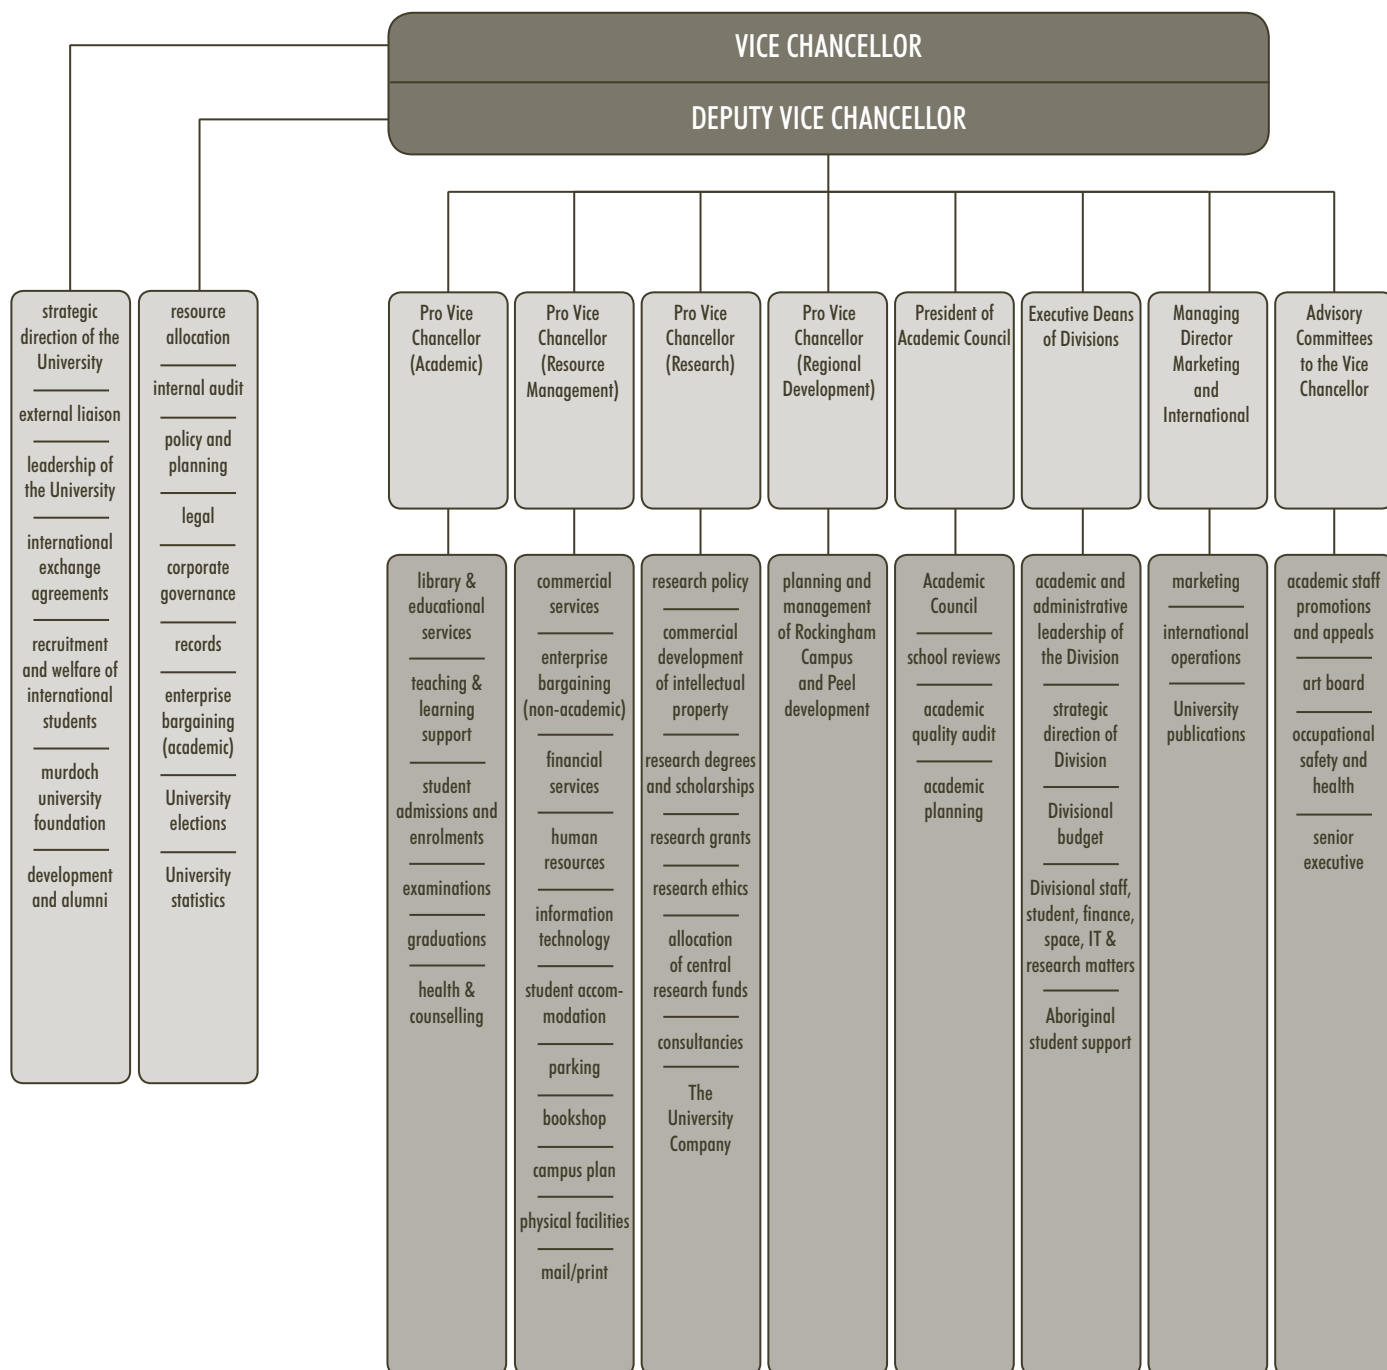 VICE CHANCELLOR
DEPUTY VICE CHANCELLOR
strategic
direction of the
University
external liaison
leadership of
the University
international
exchange
agreements
recruitment
and welfare of
international
students
murdoch
university
foundation
development
and alumni
resource
allocation
internal audit
policy and
planning
legal
corporate
governance
records
enterprise
bargaining
(academic)
University
elections
University
statistics
Pro Vice
Chancellor
(Academic)
Pro Vice
Chancellor
(Resource
Management)
Pro Vice
Chancellor
(Research)
Pro Vice
Chancellor
(Regional
Development)
President of
Academic Council
Executive Deans
of Divisions
Managing
Director
Marketing
and
International
Advisory
Committees
to the Vice
Chancellor
library &
educational
services
teaching &
learning
support
student
admissions and
enrolments
examinations
graduations
health &
counselling
commercial
services
enterprise
bargaining
(non-academic)
financial
services
human
resources
information
technology
student accom-
modation
parking
bookshop
campus plan
physical facilities
mail/print
research policy
commercial
development
of intellectual
property
research degrees
and scholarships
research grants
research ethics
allocation
of central
research funds
consultancies
The
University
Company
planning and
management
of Rockingham
Campus
and Peel
development
Academic
Council
school reviews
academic
quality audit
academic
planning
academic and
administrative
leadership of
the Division
strategic
direction of
Division
Divisional
budget
Divisional staff,
student, finance,
space, IT &
research matters
Aboriginal
student support
marketing
international
operations
University
publications
academic staff
promotions
and appeals
art board
occupational
safety and
health
senior
executive